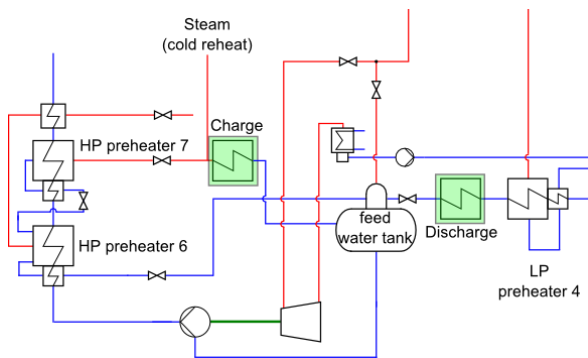 Steam
(cold reheat)
Charge
HP preheater 7
HP preheater 6
feed
water tank
Discharge
LP
preheater 4